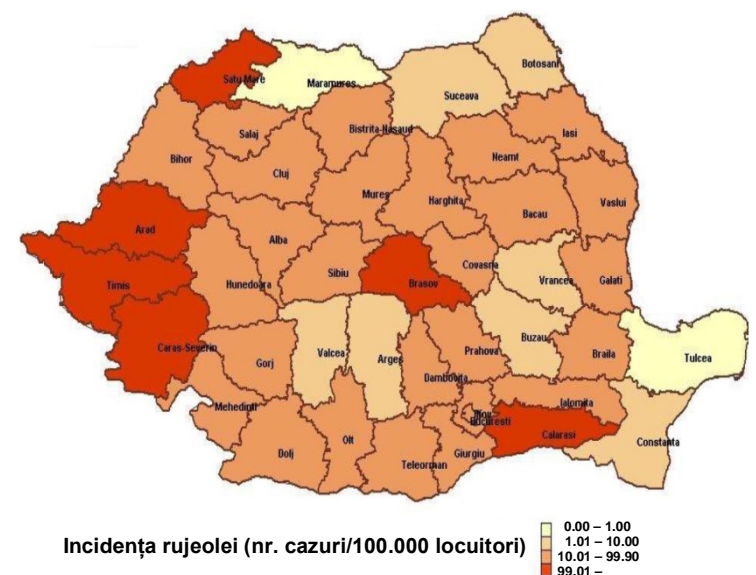 Satu-Mare
Maramures
Suceava
Botosani
Salaj
Bistrita-Nasaud
Iasi
Bihor
Cluj
Neamt
Mures
Harghita
Bacau
Vaslui
Arad
Alba
Sibiu
Covasna
Vrancea
Galati
Timis
Hunedoara
Brasov
Caras-Severin
Gorj
Valcea
Arges
Prahova
Buzau
Braila
Tulcea
Dambovita
Mehedinti
Ialomita
Ilfov
Bucuresti
Calarasi
Constanta
Dolj
Olt
Teleorman
Giurgiu
Incidența rujeolei (nr. cazuri/100.000 locuitori)
0.00 – 1.00
1.01 – 10.00
10.01 – 99.90
99.01 –